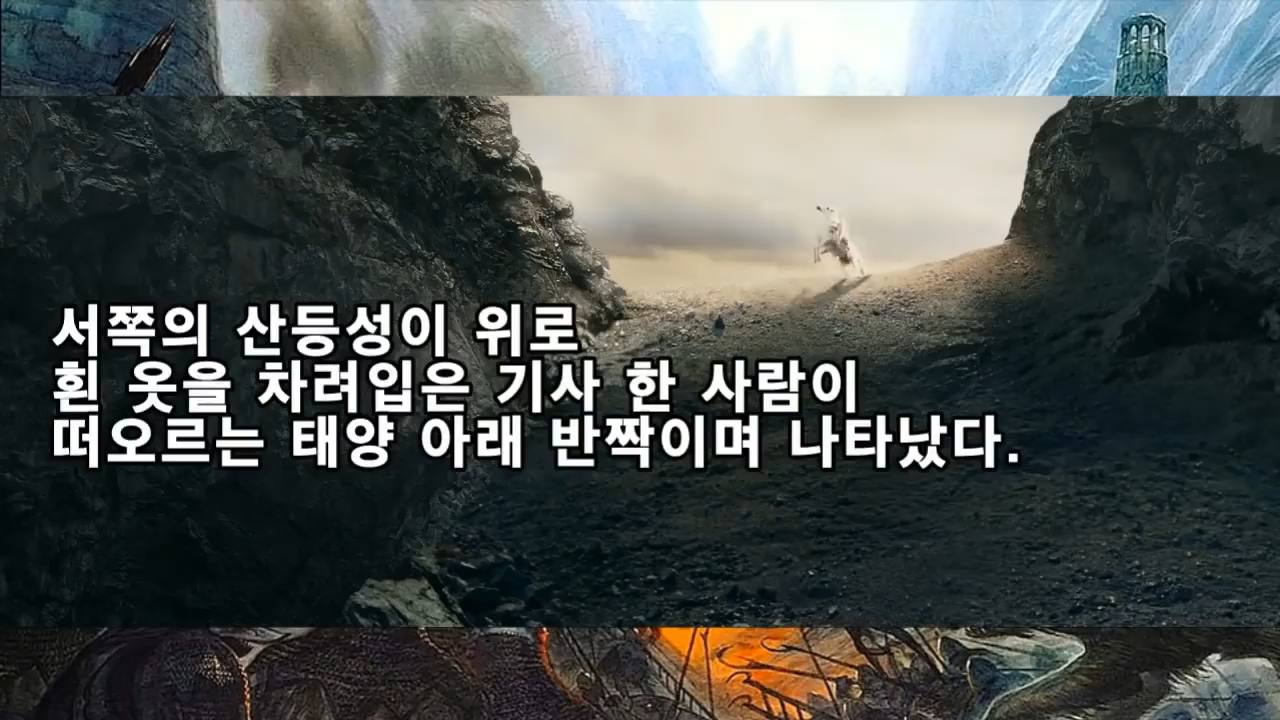 서쪽의 산등성이 위로
흰 옷을 차려입은 기사 한 사람이
떠오르는 태양 아래 반짝이며 나타났다.